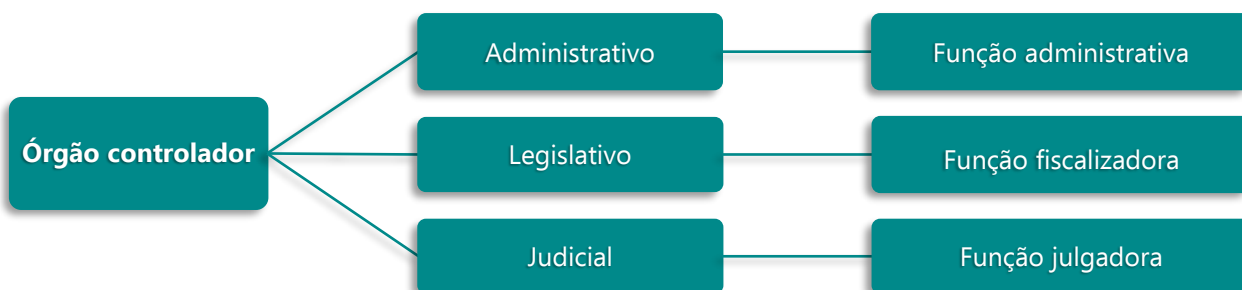 Órgão controlador
Administrativo
Função administrativa
Legislativo
Função fiscalizadora
Judicial
Função julgadora